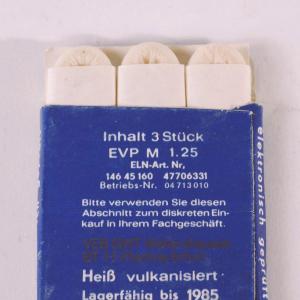 Inhalt 3 Stück
EVP M 1.25
ELN-Art. Nr,
146 45 160 47706331
Betriebs-Nr. 04713010
Bitte verwenden Sie diesen
Abschnitt zum diskreten Ein-
kauf in Ihrem Fachgeschäft.
Heiß vulkanisiert
Lagerfähig bis 1985
elektronisch geprüft